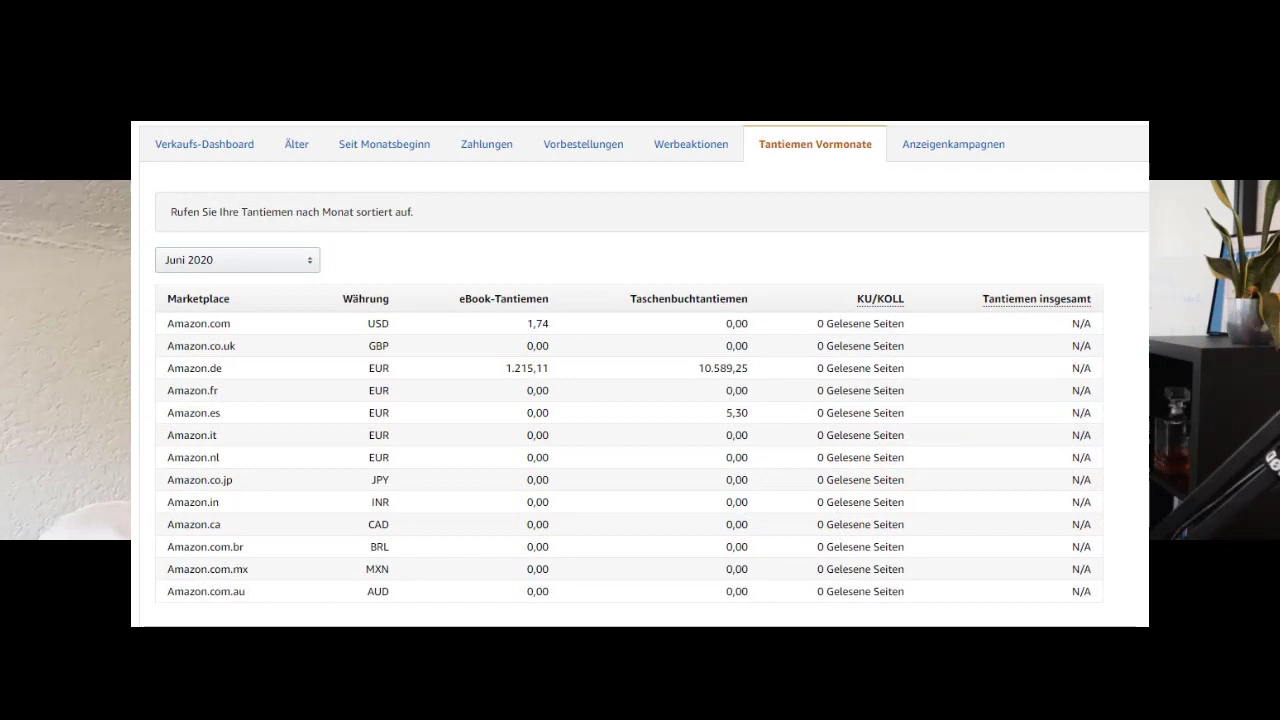 Verkaufs-Dashboard Älter Seit Monatsbeginn Zahlungen Vorbestellungen Werbeaktionen Tantiemen Vormonate Anzeigenkampagnen
Rufen Sie Ihre Tantiemen nach Monat sortiert auf.
Juni 2020
Marketplace Währung eBook-Tantiemen Taschenbuchtantiemen KU/KOLL Tantiemen insgesamt
Amazon.com USD 1,74 0,00 0 Gelesene Seiten N/A
Amazon.co.uk GBP 0,00 0,00 0 Gelesene Seiten N/A
Amazon.de EUR 1.215,11 10.589,25 0 Gelesene Seiten N/A
Amazon.fr EUR 0,00 0,00 0 Gelesene Seiten N/A
Amazon.es EUR 0,00 5,30 0 Gelesene Seiten N/A
Amazon.it EUR 0,00 0,00 0 Gelesene Seiten N/A
Amazon.nl EUR 0,00 0,00 0 Gelesene Seiten N/A
Amazon.co.jp JPY 0,00 0,00 0 Gelesene Seiten N/A
Amazon.in INR 0,00 0,00 0 Gelesene Seiten N/A
Amazon.ca CAD 0,00 0,00 0 Gelesene Seiten N/A
Amazon.com.br BRL 0,00 0,00 0 Gelesene Seiten N/A
Amazon.com.mx MXN 0,00 0,00 0 Gelesene Seiten N/A
Amazon.com.au AUD 0,00 0,00 0 Gelesene Seiten N/A